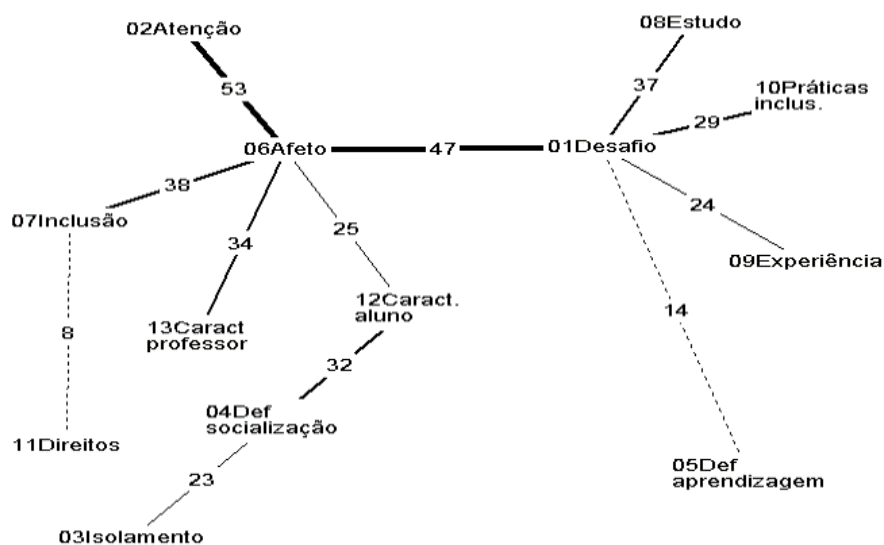 02Atenção
08Estudo
53
37
10Práticas
inclus.
29
06Afeto
47
01Desafio
38
07Inclusão
34
25
24
09Experiência
12Caract.
aluno
13Caract
professor
8
14
32
04Def
socialização
11Direitos
05Def
aprendizagem
23
03Isolamento